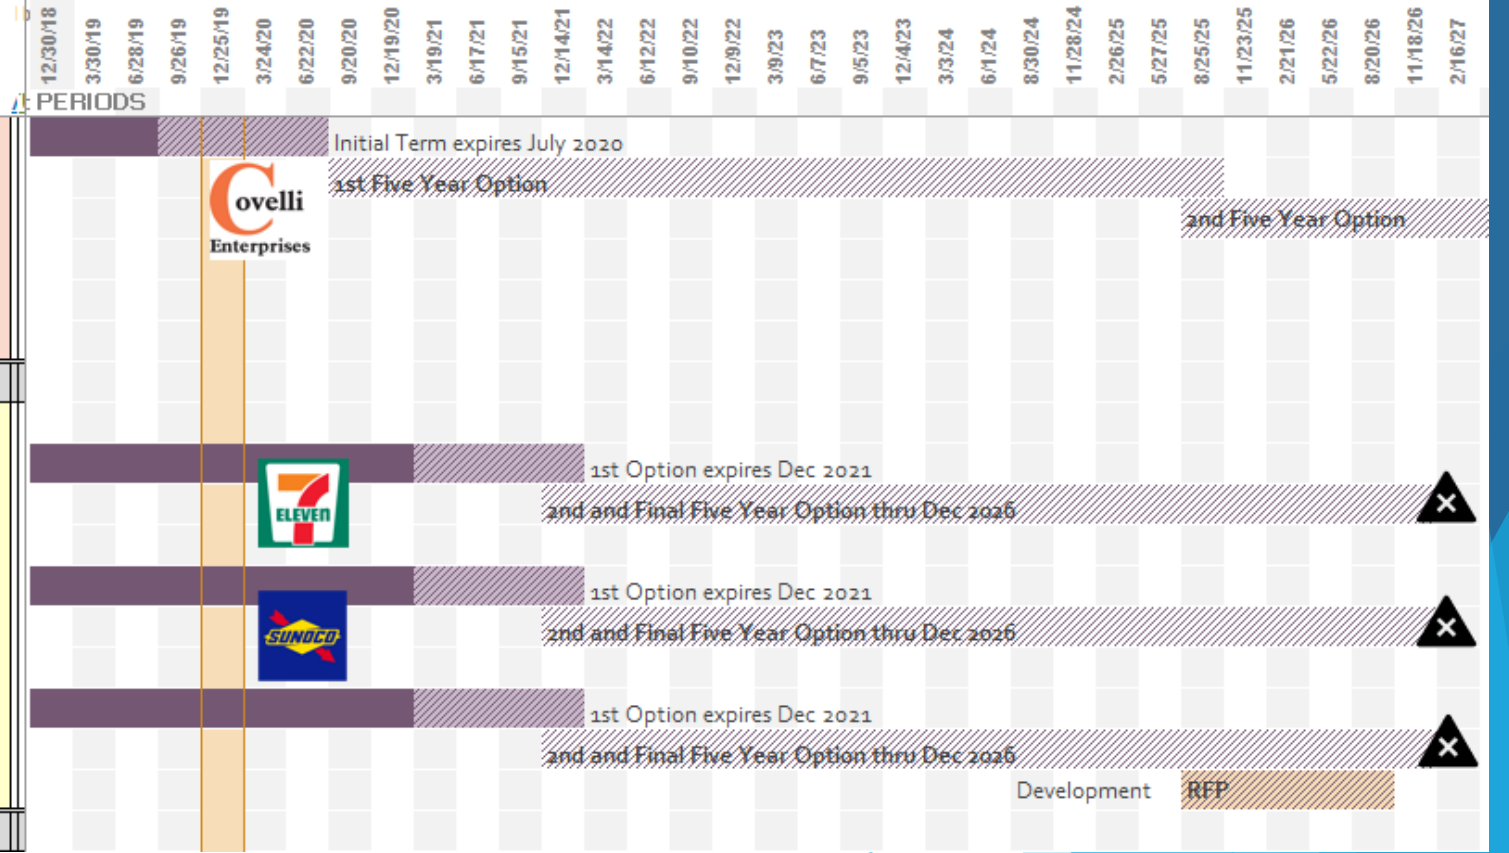 12/30/18 3/30/19 6/28/19 9/26/19 12/25/19 3/24/20 6/22/20 9/20/20 12/19/20 3/19/21 6/17/21 9/15/21 12/14/21 3/14/22 6/12/22 9/10/22 12/9/22 3/9/23 6/7/23 9/5/23 12/4/23 3/3/24 6/1/24 8/30/24 11/28/24 2/26/25 5/27/25 8/25/25 11/23/25 2/21/26 5/22/26 8/20/26 11/18/26 2/16/27
PERIODS
Initial Term expires July 2020
1st Five Year Option
Covelli
Enterprises
2nd Five Year Option
1st Option expires Dec 2021
7
ELEVEN
2nd and Final Five Year Option thru Dec 2026
1st Option expires Dec 2021
SUNOCO
2nd and Final Five Year Option thru Dec 2026
1st Option expires Dec 2021
2nd and Final Five Year Option thru Dec 2026
Development RFP